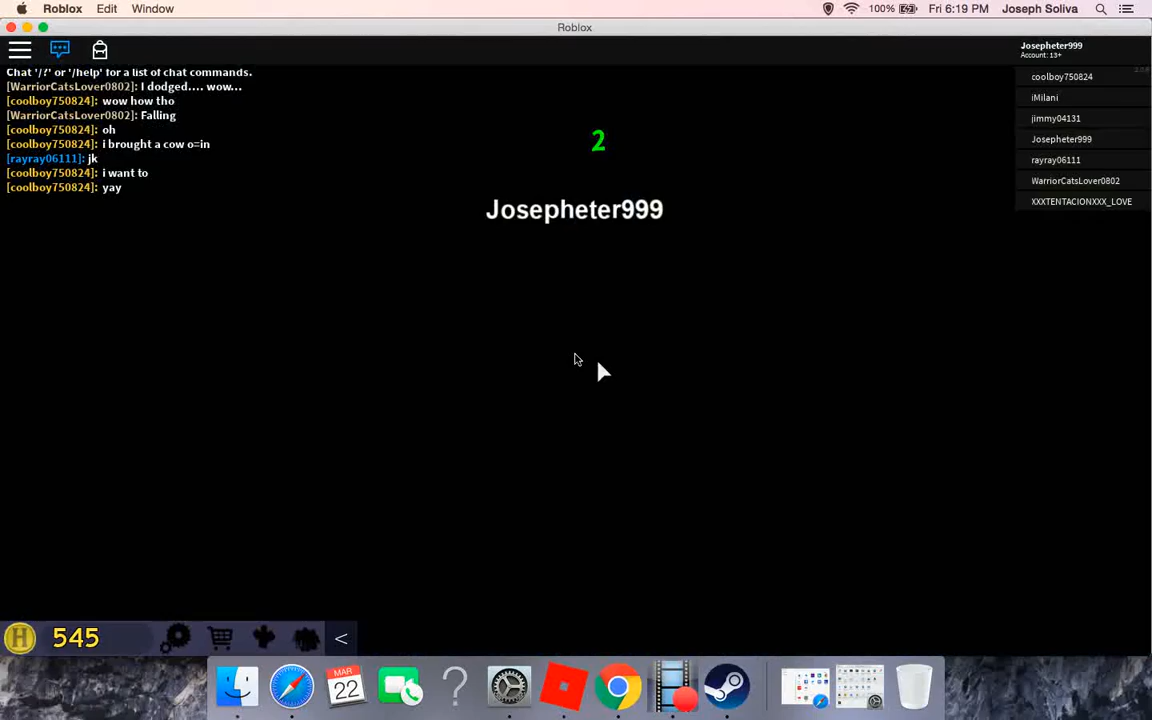 Roblox Edit Window 100% Fri 6:19 PM Joseph Soliva
Roblox
Josepheter999
Account: 13+
Chat '/?' or '/help' for a list of chat commands.
[WarriorCatsLover0802]: I dodged.... wow...
[coolboy750824]: wow how tho
[WarriorCatsLover0802]: Falling
[coolboy750824]: oh
[coolboy750824]: i brought a cow o=in
[rayray06111]: jk
[coolboy750824]: i want to
[coolboy750824]: yay
coolboy750824
iMilani
jimmy04131
Josepheter999
rayray06111
WarriorCatsLover0802
XXXTENTACIONXXX_LOVE
2
Josepheter999
H 545 <
MAR
22
?